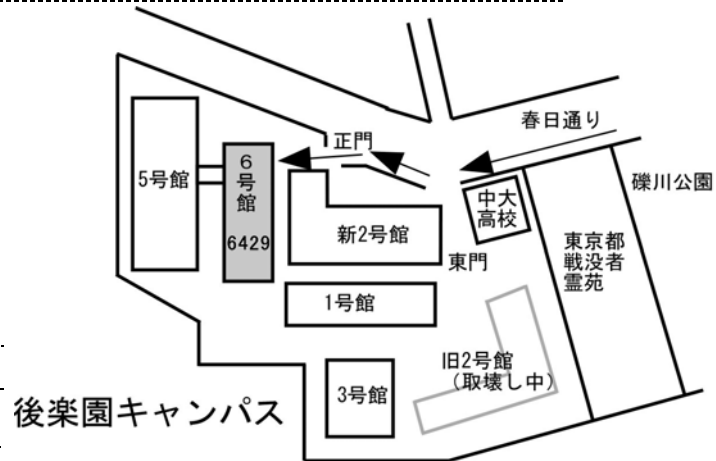 春日通り
正門
礫川公園
5号館
6
号
館
6429
中大
高校
新2号館
東門
東京都
戦没者
霊苑
1号館
旧2号館
(取壊し中)
3号館
後楽園キャンパス